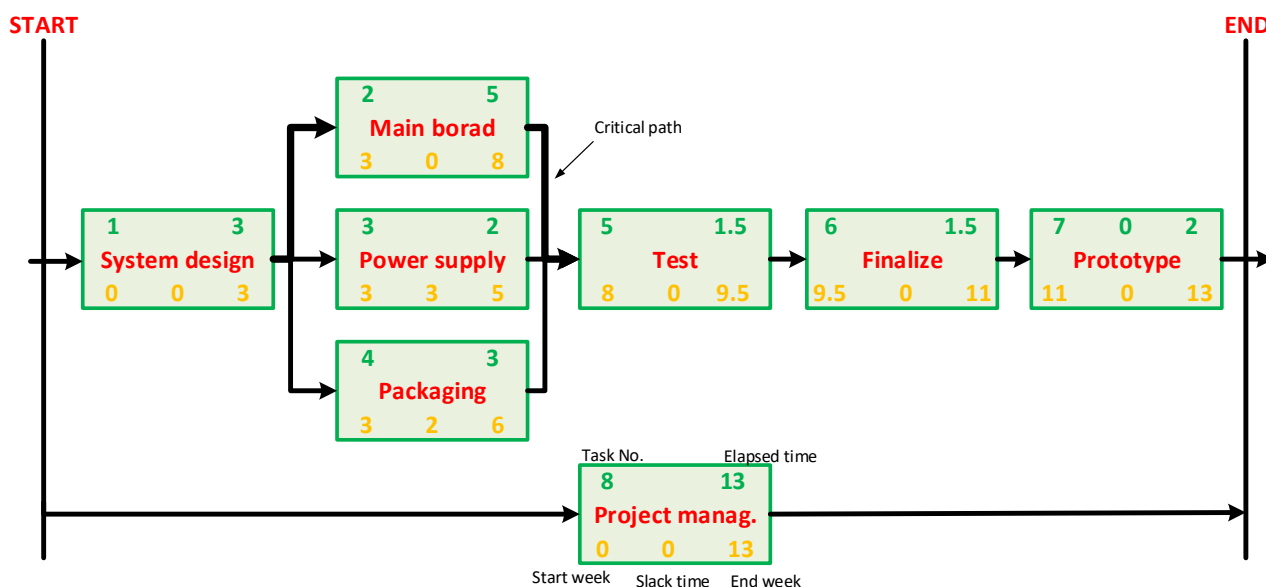 START
END
2 5
Main borad
3 0 8
Critical path
1 3
System design
0 0 3
3 2
Power supply
3 3 5
5 1.5
Test
8 0 9.5
6 1.5
Finalize
9.5 0 11
7 0 2
Prototype
11 0 13
4 3
Packaging
3 2 6
Task No. Elapsed time
8 13
Project manag.
0 0 13
Start week Slack time End week